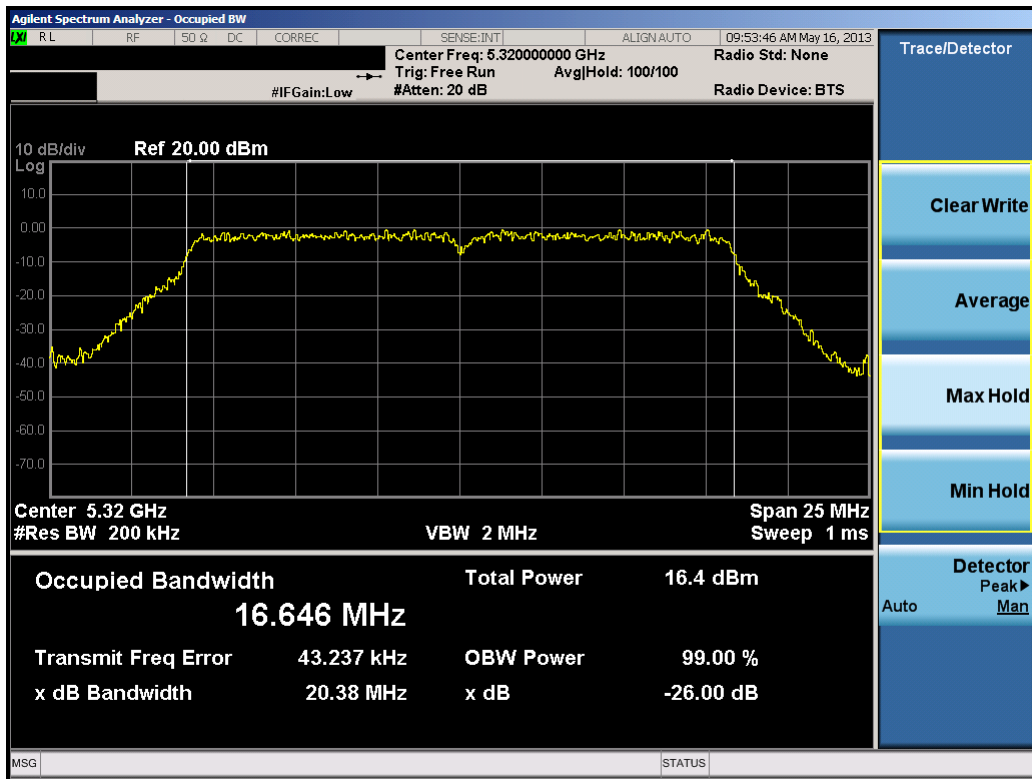 Agilent Spectrum Analyzer - Occupied BW
LXI RL RF 50 Ω DC CORREC SENSE:INT ALIGN AUTO 09:53:46 AM May 16, 2013
Center Freq: 5.320000000 GHz Radio Std: None
Trig: Free Run Avg|Hold: 100/100
#IFGain:Low #Atten: 20 dB Radio Device: BTS
10 dB/div Ref 20.00 dBm
Log
10.0
0.00
-10.0
-20.0
-30.0
-40.0
-50.0
-60.0
-70.0
Center 5.32 GHz Span 25 MHz
#Res BW 200 kHz VBW 2 MHz Sweep 1 ms
Occupied Bandwidth Total Power 16.4 dBm
16.646 MHz
Transmit Freq Error 43.237 kHz OBW Power 99.00 %
x dB Bandwidth 20.38 MHz x dB -26.00 dB
MSG STATUS
Trace/Detector
Clear Write
Average
Max Hold
Min Hold
Detector
Peak▶
Auto Man